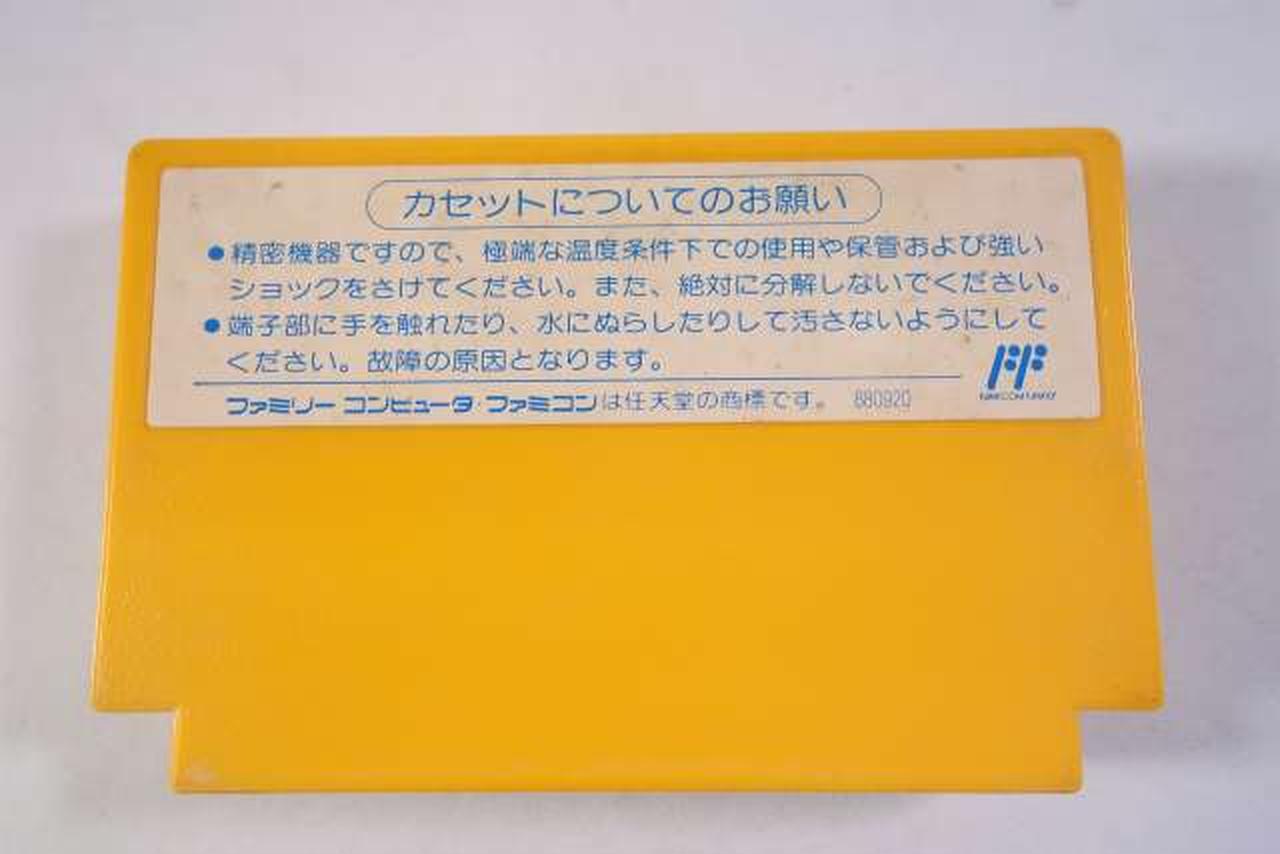 カセットについてのお願い
●精密機器ですので、極端な温度条件下での使用や保管および強い
ショックをさけてください。また、絶対に分解しないでください。
●端子部に手を触れたり、水にぬらしたりして汚さないようにして
ください。故障の原因となります。
ファミリー コンピュータ・ファミコンは任天堂の商標です。 880920
FAMICOM FAMILY